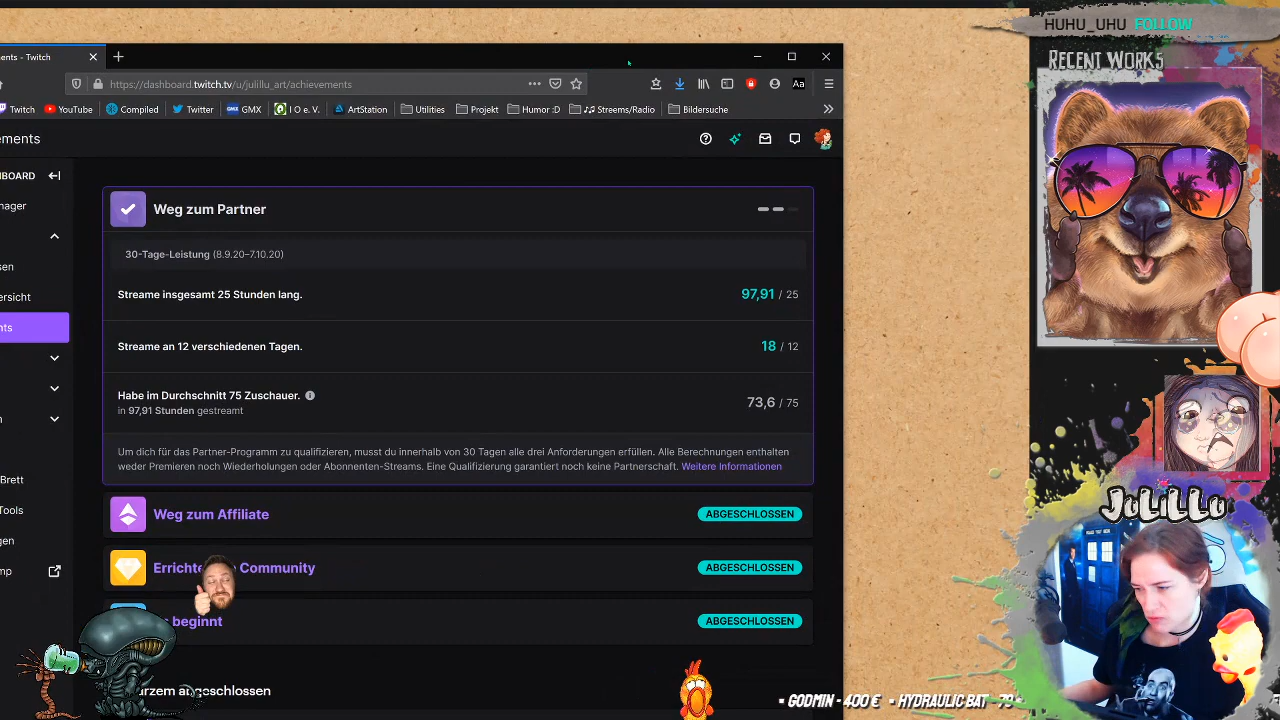 ents - Twitch
https://dashboard.twitch.tv/u/julillu_art/achievements
Twitch YouTube Compiled Twitter GMX I O e. V. ArtStation Utilities Projekt Humor :D Streems/Radio Bildersuche
ements
BOARD
ager
sen
ersicht
nts
Brett
Tools
gen
mp
Weg zum Partner
30-Tage-Leistung (8.9.20–7.10.20)
Streame insgesamt 25 Stunden lang.
97,91 / 25
Streame an 12 verschiedenen Tagen.
18 / 12
Habe im Durchschnitt 75 Zuschauer.
in 97,91 Stunden gestreamt
73,6 / 75
Um dich für das Partner-Programm zu qualifizieren, musst du innerhalb von 30 Tagen alle drei Anforderungen erfüllen. Alle Berechnungen enthalten
weder Premieren noch Wiederholungen oder Abonnenten-Streams. Eine Qualifizierung garantiert noch keine Partnerschaft. Weitere Informationen
Weg zum Affiliate
ABGESCHLOSSEN
Community
ABGESCHLOSSEN
beginnt
ABGESCHLOSSEN
HUHU_UHU FOLLOW
RECENT WORKS
JuLiLLu
- GODMIN - 400 € - HYDRAULIC BAT